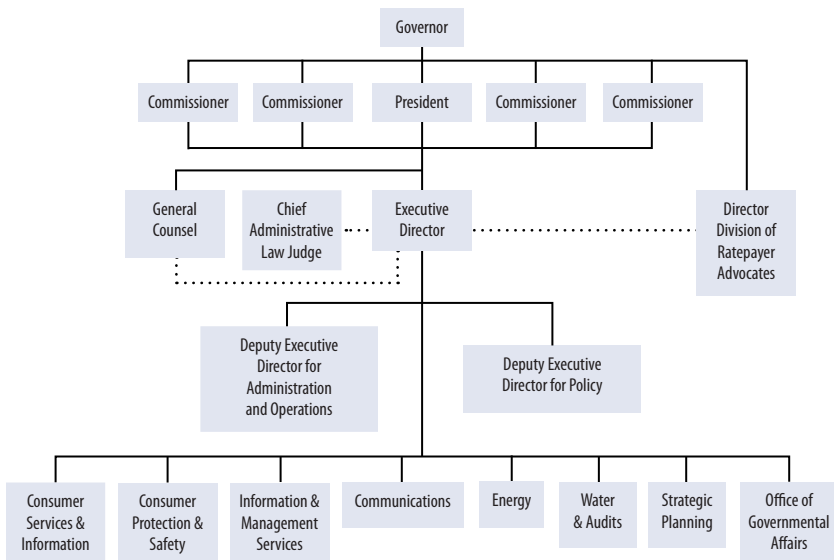 Governor
Commissioner
Commissioner
President
Commissioner
Commissioner
General
Counsel
Chief
Administrative
Law Judge
Executive
Director
Director
Division of
Ratepayer
Advocates
Deputy Executive
Director for
Administration
and Operations
Deputy Executive
Director for Policy
Consumer
Services &
Information
Consumer
Protection &
Safety
Information &
Management
Services
Communications
Energy
Water
& Audits
Strategic
Planning
Office of
Governmental
Affairs